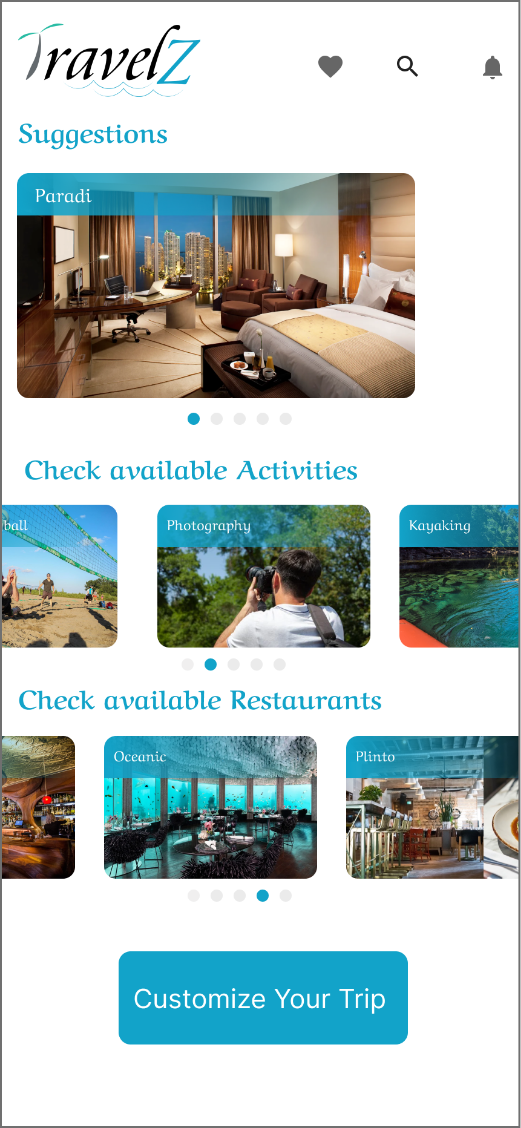 TravelZ
Suggestions
Paradi
Check available Activities
ball
Photography
Kayaking
Check available Restaurants
Oceanic
Plinto
Customize Your Trip